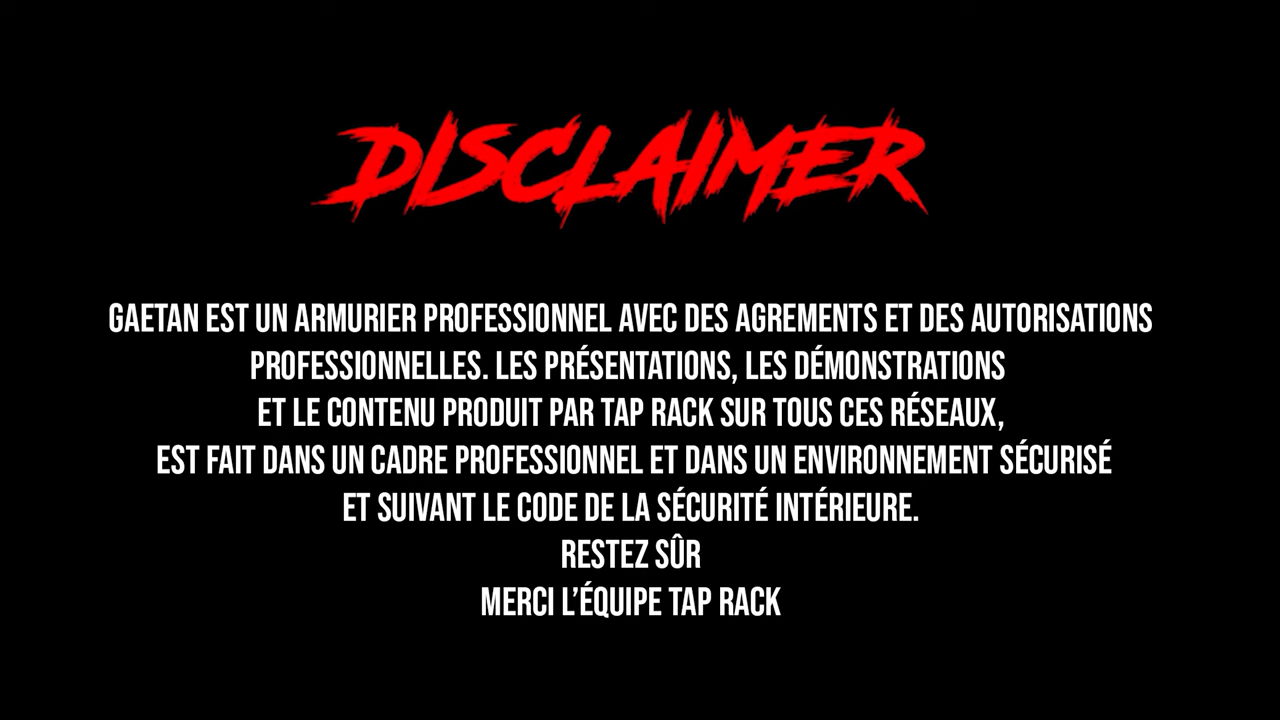 DISCLAIMER
GAETAN EST UN ARMURIER PROFESSIONNEL AVEC DES AGREMENTS ET DES AUTORISATIONS
PROFESSIONNELLES. LES PRÉSENTATIONS, LES DÉMONSTRATIONS
ET LE CONTENU PRODUIT PAR TAP RACK SUR TOUS CES RÉSEAUX,
EST FAIT DANS UN CADRE PROFESSIONNEL ET DANS UN ENVIRONNEMENT SÉCURISÉ
ET SUIVANT LE CODE DE LA SÉCURITÉ INTÉRIEURE.
RESTEZ SÛR
MERCI L’ÉQUIPE TAP RACK